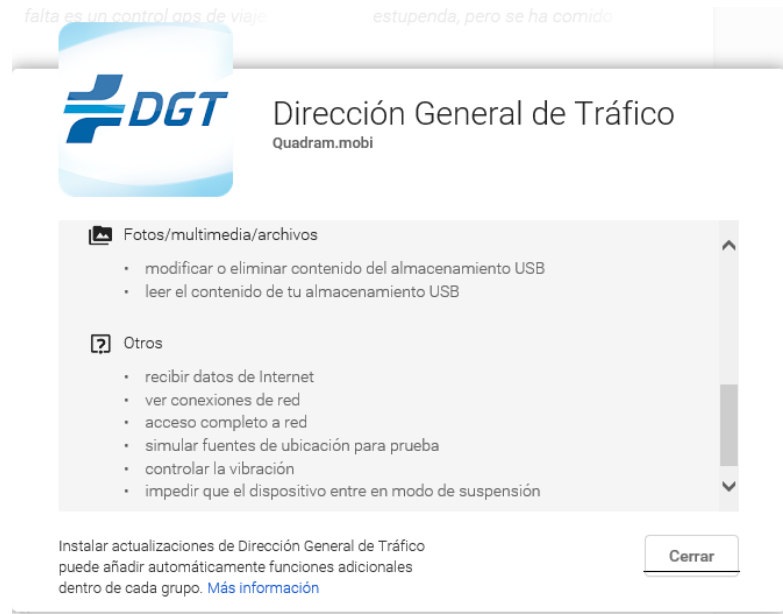 falta es un control gps de viaje
estupenda, pero se ha comido
DGT
Dirección General de Tráfico
Quadram.mobi
Fotos/multimedia/archivos
• modificar o eliminar contenido del almacenamiento USB
• leer el contenido de tu almacenamiento USB
Otros
• recibir datos de Internet
• ver conexiones de red
• acceso completo a red
• simular fuentes de ubicación para prueba
• controlar la vibración
• impedir que el dispositivo entre en modo de suspensión
Instalar actualizaciones de Dirección General de Tráfico
puede añadir automáticamente funciones adicionales
dentro de cada grupo. Más información
Cerrar